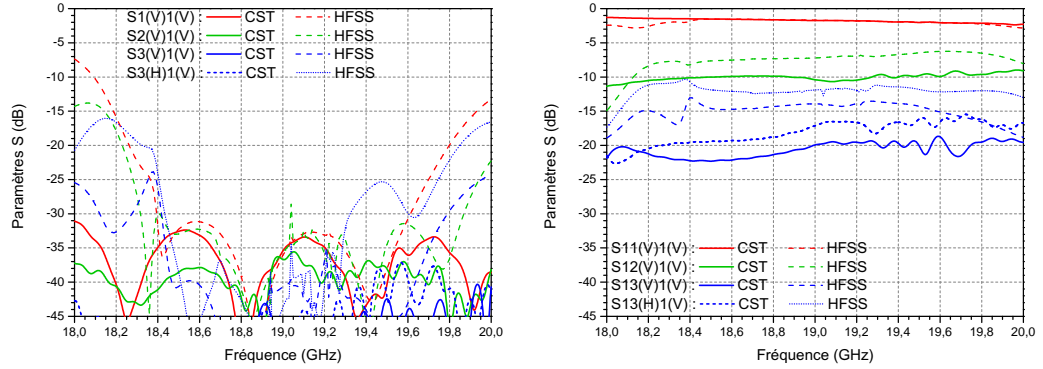 S1(V)1(V) : CST HFSS
S2(V)1(V) : CST HFSS
S3(V)1(V) : CST HFSS
S3(H)1(V) : CST HFSS
0
-5
-10
-15
-20
-25
-30
-35
-40
-45
18,0 18,2 18,4 18,6 18,8 19,0 19,2 19,4 19,6 19,8 20,0
Paramètres S (dB)
Fréquence (GHz)
0
-5
-10
-15
-20
-25
-30
-35
-40
-45
S11(V)1(V) : CST HFSS
S12(V)1(V) : CST HFSS
S13(V)1(V) : CST HFSS
S13(H)1(V) : CST HFSS
18,0 18,2 18,4 18,6 18,8 19,0 19,2 19,4 19,6 19,8 20,0
Paramètres S (dB)
Fréquence (GHz)